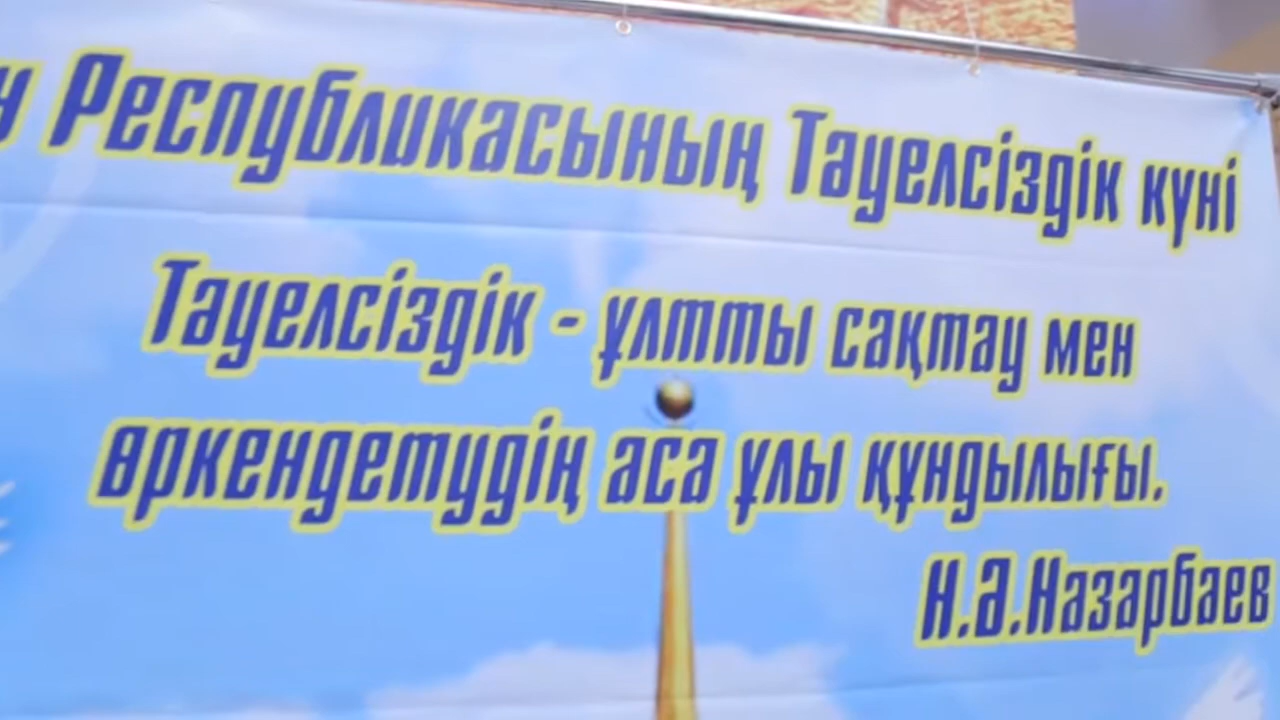 Республикасының Тәуелсіздік күні
Тәуелсіздік - ұлтты сақтау мен
өркендетудің аса ұлы құндылығы.
Н.Ә.Назарбаев